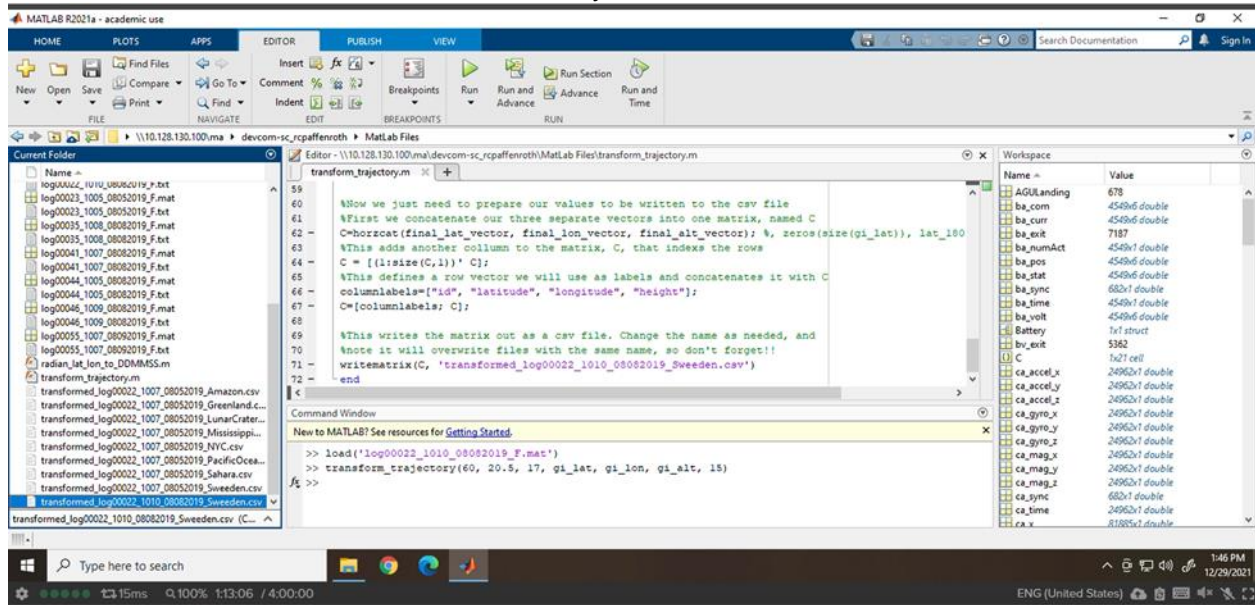 MATLAB R2021a - academic use
HOME PLOTS APPS EDITOR PUBLISH VIEW Search Documentation Sign In
New Open Save Find Files Compare Print
Go To Find
Insert Comment Indent
Breakpoints Run Run and Advance Run Section Advance Run and Time
FILE NAVIGATE EDIT BREAKPOINTS RUN
\\10.128.130.100\ma devcom-sc_rcpaffenroth MatLab Files
Current Folder
Name
log00022_1010_08082019_F.txt
log00023_1005_08052019_F.mat
log00023_1005_08052019_F.txt
log00035_1008_08082019_F.mat
log00035_1008_08082019_F.txt
log00041_1007_08082019_F.mat
log00041_1007_08082019_F.txt
log00044_1005_08082019_F.mat
log00044_1005_08082019_F.txt
log00046_1009_08082019_F.mat
log00046_1009_08082019_F.txt
log00055_1007_08092019_F.mat
log00055_1007_08092019_F.txt
radian_lat_lon_to_DDMMSS.m
transform_trajectory.m
transformed_log00022_1007_08052019_Amazon.csv
transformed_log00022_1007_08052019_Greenland.c...
transformed_log00022_1007_08052019_LunarCrater...
transformed_log00022_1007_08052019_Mississippi...
transformed_log00022_1007_08052019_NYC.csv
transformed_log00022_1007_08052019_PacificOcea...
transformed_log00022_1007_08052019_Sahara.csv
transformed_log00022_1007_08052019_Sweeden.csv
transformed_log00022_1010_08082019_Sweeden.csv
transformed_log00022_1010_08082019_Sweeden.csv (C...
Editor - \\10.128.130.100\ma\devcom-sc_rcpaffenroth\MatLab Files\transform_trajectory.m
transform_trajectory.m
59
60 %Now we just need to prepare our values to be written to the csv file
61 %First we concatenate our three separate vectors into one matrix, named C
62 - C=horzcat(final_lat_vector, final_lon_vector, final_alt_vector); %, zeros(size(gi_lat)), lat_180
63 %This adds another collumn to the matrix, C, that indexs the rows
64 - C = [(1:size(C,1))' C];
65 %This defines a row vector we will use as labels and concatenates it with C
66 - columnlabels=["id", "latitude", "longitude", "height"];
67 - C=[columnlabels; C];
68
69 %This writes the matrix out as a csv file. Change the name as needed, and
70 %note it will overwrite files with the same name, so don't forget!!
71 - writematrix(C, 'transformed_log00022_1010_08082019_Sweeden.csv')
72 - end
Command Window
New to MATLAB? See resources for Getting Started.
>> load('log00022_1010_08082019_F.mat')
>> transform_trajectory(60, 20.5, 17, gi_lat, gi_lon, gi_alt, 15)
fx >>
Workspace
Name Value
AGULanding 678
ba_com 4549x6 double
ba_curr 4549x6 double
ba_exit 7187
ba_numAct 4549x1 double
ba_pos 4549x6 double
ba_stat 4549x6 double
ba_sync 682x1 double
ba_time 4549x1 double
ba_volt 4549x6 double
Battery 1x1 struct
bv_exit 5362
C 1x21 cell
ca_accel_x 24962x1 double
ca_accel_y 24962x1 double
ca_accel_z 24962x1 double
ca_gyro_x 24962x1 double
ca_gyro_y 24962x1 double
ca_gyro_z 24962x1 double
ca_mag_x 24962x1 double
ca_mag_y 24962x1 double
ca_mag_z 24962x1 double
ca_sync 682x1 double
ca_time 24962x1 double
ca_x 81885x1 double
Type here to search
1:46 PM
12/29/2021
15ms 100% 1:13:06 / 4:00:00 ENG (United States)